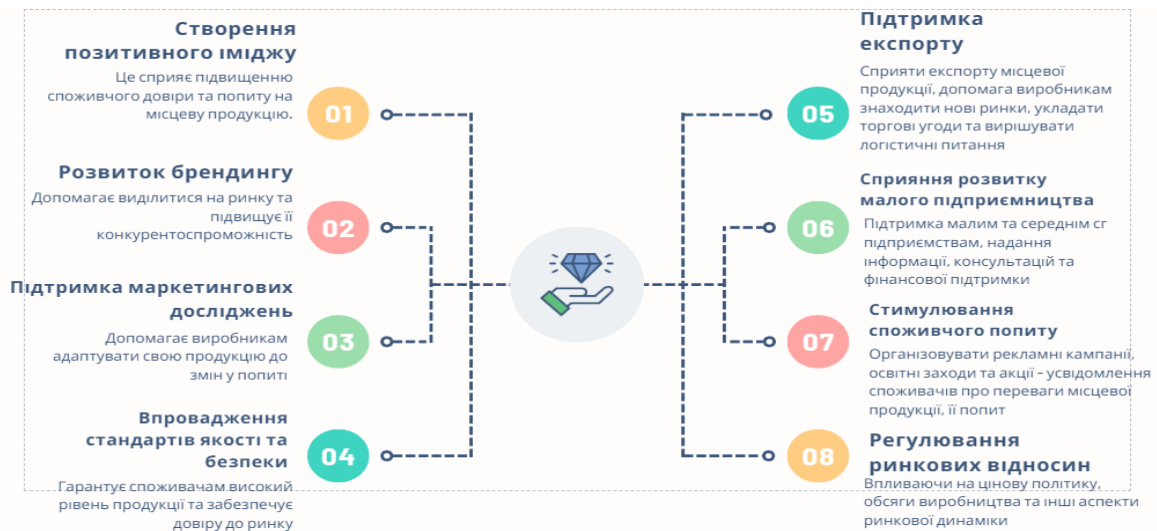 Створення
позитивного іміджу
Це сприяє підвищенню
споживчого довіри та попиту на
місцеву продукцію.
01
Розвиток брендингу
Допомагає виділитися на ринку та
підвищує її
конкурентоспроможність
02
Підтримка маркетингових
досліджень
Допомагає виробникам
адаптувати свою продукцію до
змін у попиті
03
Впровадження
стандартів якості та
безпеки
Гарантує споживачам високий
рівень продукції та забезпечує
довіру до ринку
04
Підтримка
експорту
Сприяти експорту місцевої
продукції, допомага виробникам
знаходити нові ринки, укладати
торгові угоди та вирішувати
логістичні питання
05
Сприяння розвитку
малого підприємництва
Підтримка малим та середнім сг
підприємствам, надання
інформації, консультацій та
фінансової підтримки
06
Стимулювання
споживчого попиту
Організовувати рекламні кампанії,
освітні заходи та акції – усвідомлення
споживачів про переваги місцевої
продукції, її попит
07
Регулювання
ринкових відносин
Впливаючи на цінову політику,
обсяги виробництва та інші аспекти
ринкової динаміки
08